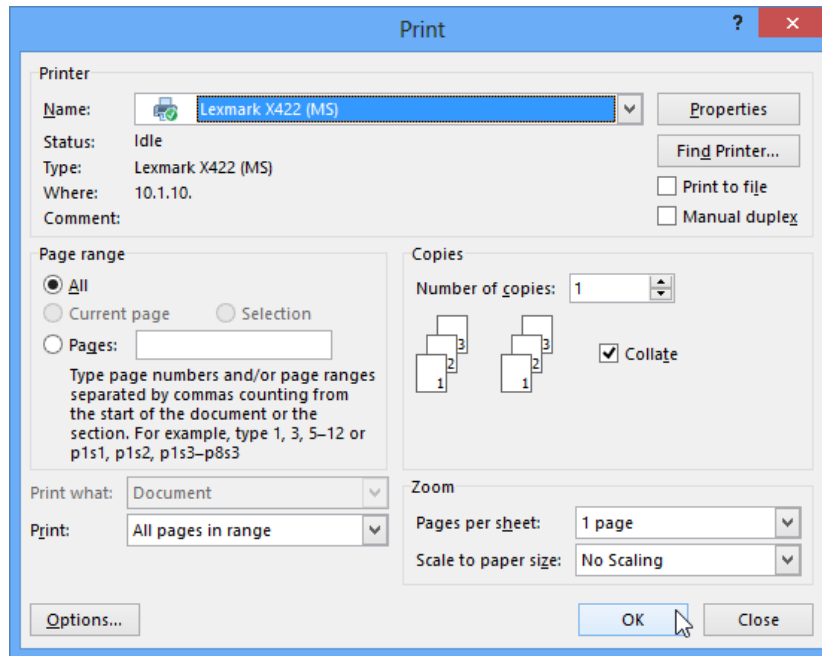 Print
?
Printer
Name: Lexmark X422 (MS)
Properties
Status: Idle
Find Printer...
Type: Lexmark X422 (MS)
Where: 10.1.10.
Print to file
Comment:
Manual duplex
Page range
All
Current page Selection
Pages:
Type page numbers and/or page ranges
separated by commas counting from
the start of the document or the
section. For example, type 1, 3, 5–12 or
p1s1, p1s2, p1s3–p8s3
Copies
Number of copies: 1
3 3
2 2
1 1
Collate
Print what: Document
Print: All pages in range
Zoom
Pages per sheet: 1 page
Scale to paper size: No Scaling
Options...
OK
Close